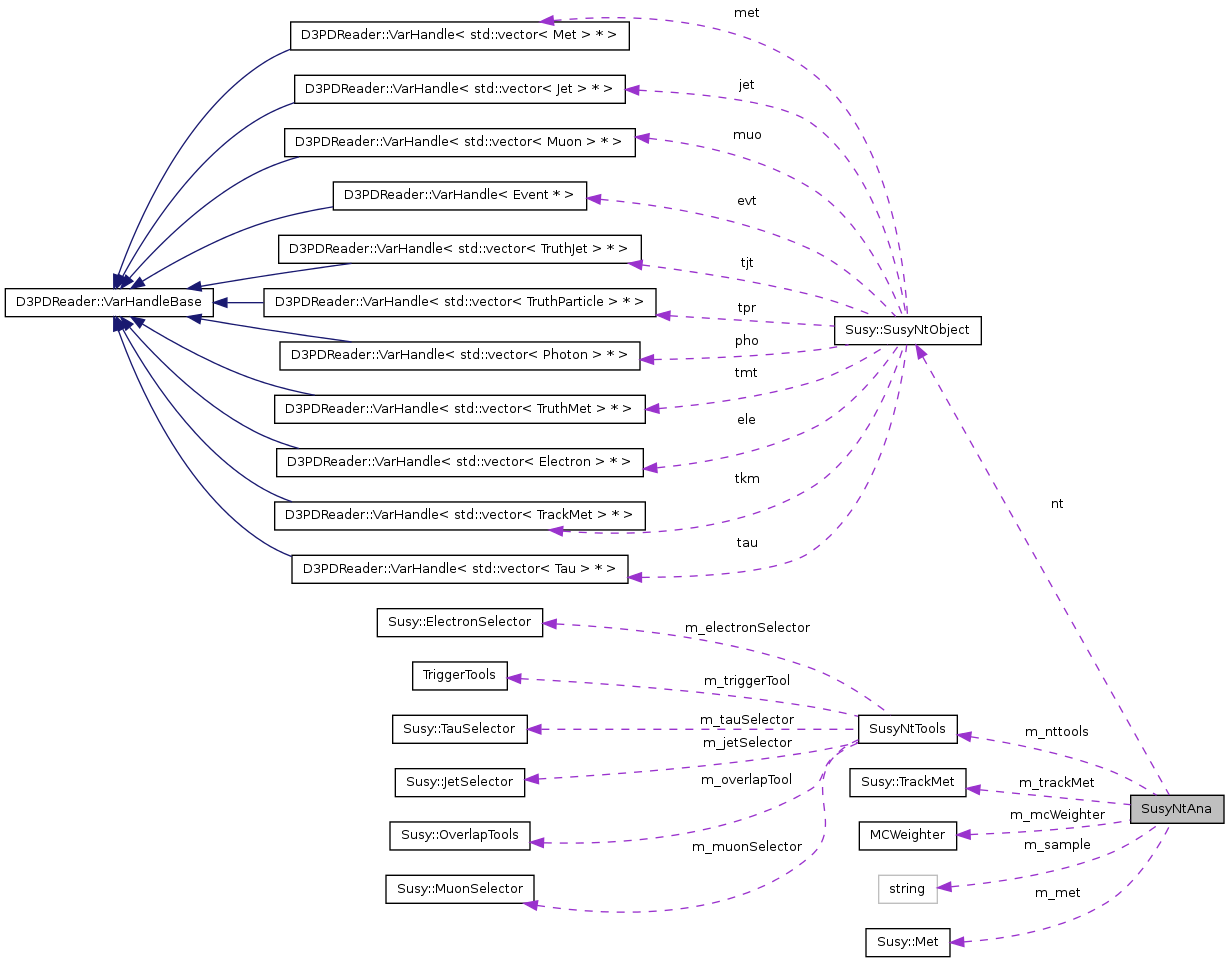 met
D3PDReader::VarHandle< std::vector< Met > * >
jet
D3PDReader::VarHandle< std::vector< Jet > * >
muo
D3PDReader::VarHandle< std::vector< Muon > * >
evt
D3PDReader::VarHandle< Event * >
tjt
D3PDReader::VarHandle< std::vector< TruthJet > * >
D3PDReader::VarHandleBase
D3PDReader::VarHandle< std::vector< TruthParticle > * >
tpr
Susy::SusyNtObject
pho
D3PDReader::VarHandle< std::vector< Photon > * >
tmt
D3PDReader::VarHandle< std::vector< TruthMet > * >
ele
D3PDReader::VarHandle< std::vector< Electron > * >
tkm
D3PDReader::VarHandle< std::vector< TrackMet > * >
nt
tau
D3PDReader::VarHandle< std::vector< Tau > * >
Susy::ElectronSelector
m_electronSelector
TriggerTools
m_triggerTool
Susy::TauSelector
m_tauSelector
SusyNtTools
m_nttools
m_jetSelector
Susy::JetSelector
m_overlapTool
Susy::TrackMet
m_trackMet
SusyNtAna
Susy::OverlapTools
m_muonSelector
MCWeighter
m_mcWeighter
Susy::MuonSelector
string
m_sample
m_met
Susy::Met